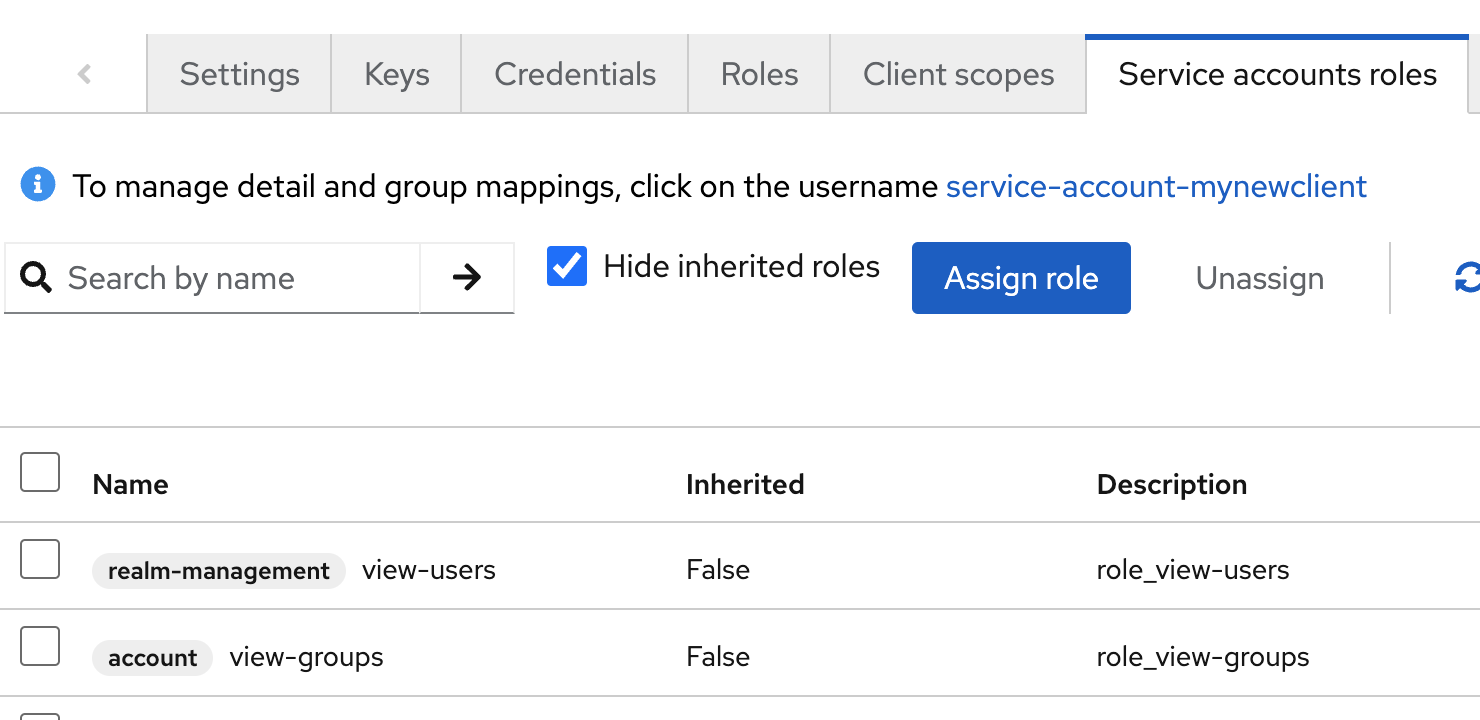 Settings Keys Credentials Roles Client scopes Service accounts roles
To manage detail and group mappings, click on the username service-account-mynewclient
Search by name Hide inherited roles Assign role Unassign
Name Inherited Description
realm-management view-users False role_view-users
account view-groups False role_view-groups